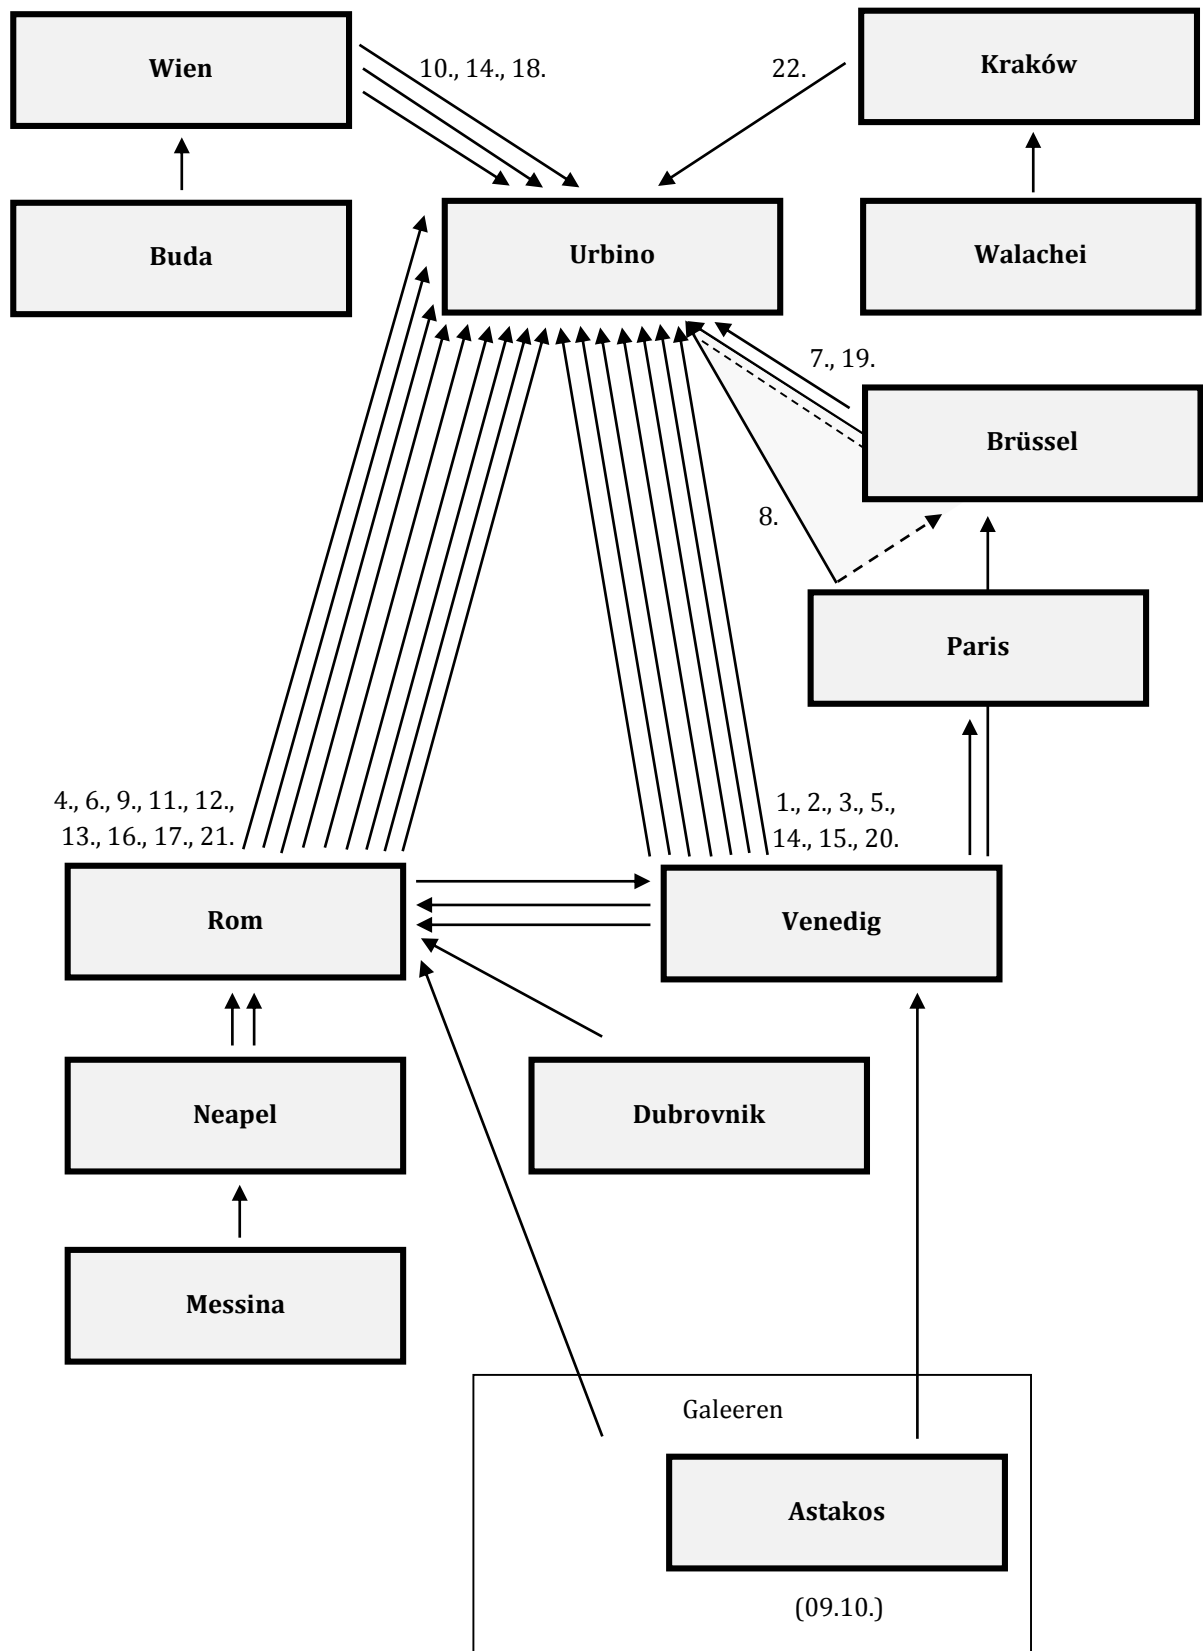 Wien
10., 14., 18.
22.
Kraków
Buda
Urbino
Walachei
7., 19.
Brüssel
8.
Paris
4., 6., 9., 11., 12.,
13., 16., 17., 21.
1., 2., 3., 5.,
14., 15., 20.
Rom
Venedig
Neapel
Dubrovnik
Messina
Galeeren
Astakos
(09.10.)